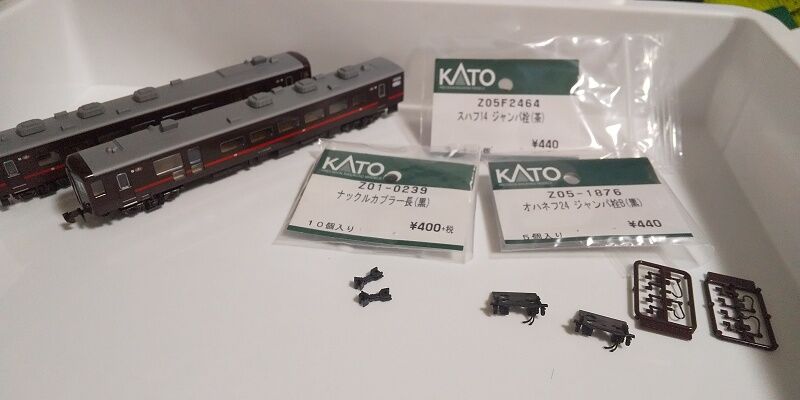 KATO
Z05F2464
スハフ14 ジャンパ栓(茶)
¥440
KATO
Z01-0239
ナックルカプラー長(黒)
10個入り
¥400+税
KATO
Z05-1876
オハネフ24 ジャンパ栓B(黒)
¥440
5個入り